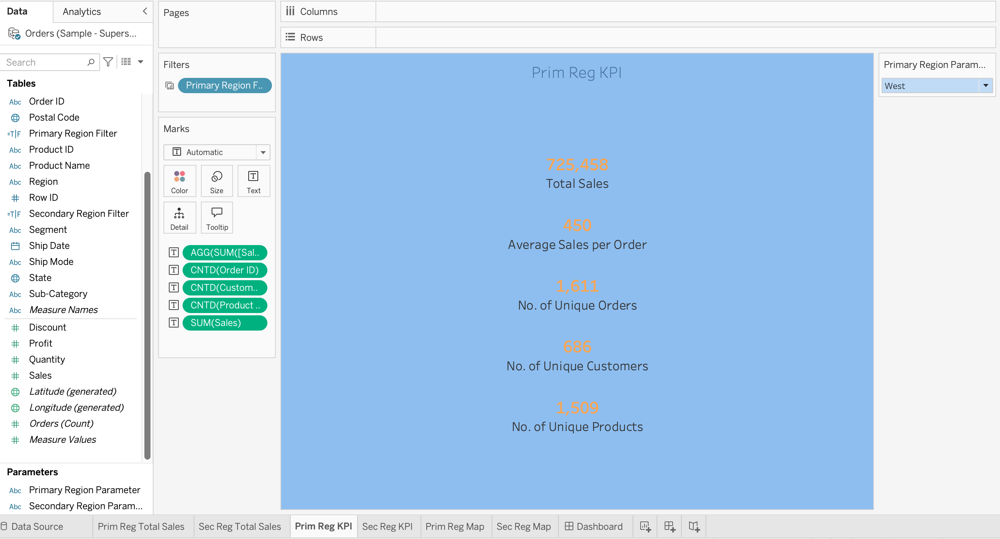 Data
Analytics
Orders (Sample - Supers...
Search
Tables
Abc Order ID
Postal Code
=T|F Primary Region Filter
Abc Product ID
Abc Product Name
Abc Region
# Row ID
=T|F Secondary Region Filter
Abc Segment
Ship Date
Abc Ship Mode
State
Abc Sub-Category
Abc Measure Names
# Discount
# Profit
# Quantity
# Sales
Latitude (generated)
Longitude (generated)
# Orders (Count)
# Measure Values
Parameters
Abc Primary Region Parameter
Abc Secondary Region Param...
Pages
Filters
Primary Region F..
Marks
T Automatic
Color
Size
T Text
Detail
Tooltip
T AGG(SUM([Sal..
T CNTD(Order ID)
T CNTD(Custom..
T CNTD(Product ..
T SUM(Sales)
Columns
Rows
Prim Reg KPI
725,458
Total Sales
450
Average Sales per Order
1,611
No. of Unique Orders
686
No. of Unique Customers
1,509
No. of Unique Products
Primary Region Param...
West
Data Source
Prim Reg Total Sales
Sec Reg Total Sales
Prim Reg KPI
Sec Reg KPI
Prim Reg Map
Sec Reg Map
Dashboard